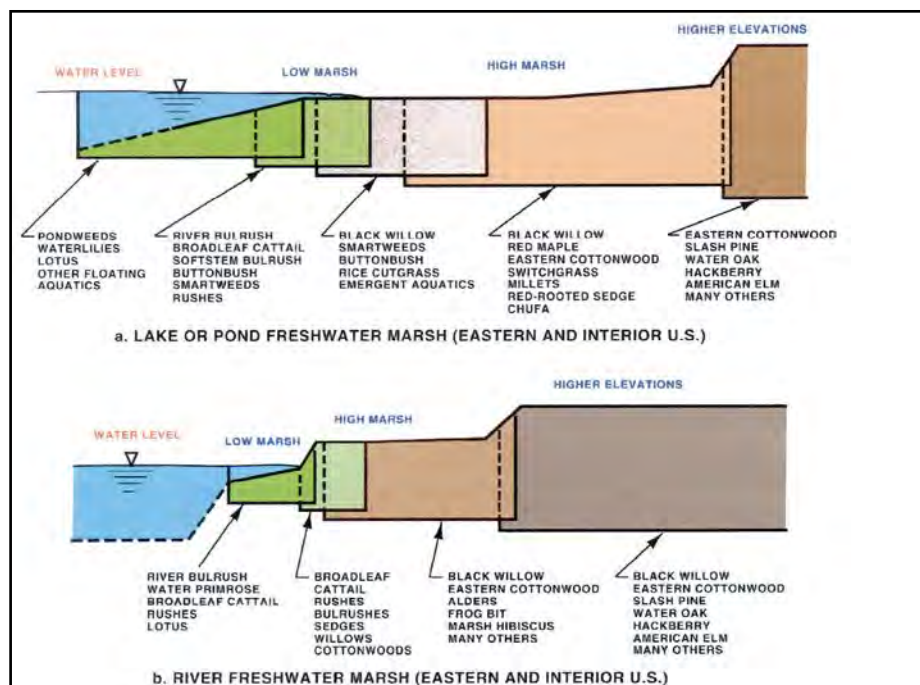 HIGHER ELEVATIONS
WATER LEVEL
LOW MARSH
HIGH MARSH
PONDWEEDS
WATERLILIES
LOTUS
OTHER FLOATING
AQUATICS
RIVER BULRUSH
BROADLEAF CATTAIL
SOFTSTEM BULRUSH
BUTTONBUSH
SMARTWEEDS
RUSHES
BLACK WILLOW
SMARTWEEDS
BUTTONBUSH
RICE CUTGRASS
EMERGENT AQUATICS
BLACK WILLOW
RED MAPLE
EASTERN COTTONWOOD
SWITCHGRASS
MILLETS
RED-ROOTED SEDGE
CHUFA
EASTERN COTTONWOOD
SLASH PINE
WATER OAK
HACKBERRY
AMERICAN ELM
MANY OTHERS
a. LAKE OR POND FRESHWATER MARSH (EASTERN AND INTERIOR U.S.)
HIGHER ELEVATIONS
WATER LEVEL
LOW MARSH
HIGH MARSH
RIVER BULRUSH
WATER PRIMROSE
BROADLEAF CATTAIL
RUSHES
LOTUS
BROADLEAF
CATTAIL
RUSHES
BULRUSHES
SEDGES
WILLOWS
COTTONWOODS
BLACK WILLOW
EASTERN COTTONWOOD
ALDERS
FROG BIT
MARSH HIBISCUS
MANY OTHERS
BLACK WILLOW
EASTERN COTTONWOOD
SLASH PINE
WATER OAK
HACKBERRY
AMERICAN ELM
MANY OTHERS
b. RIVER FRESHWATER MARSH (EASTERN AND INTERIOR U.S.)